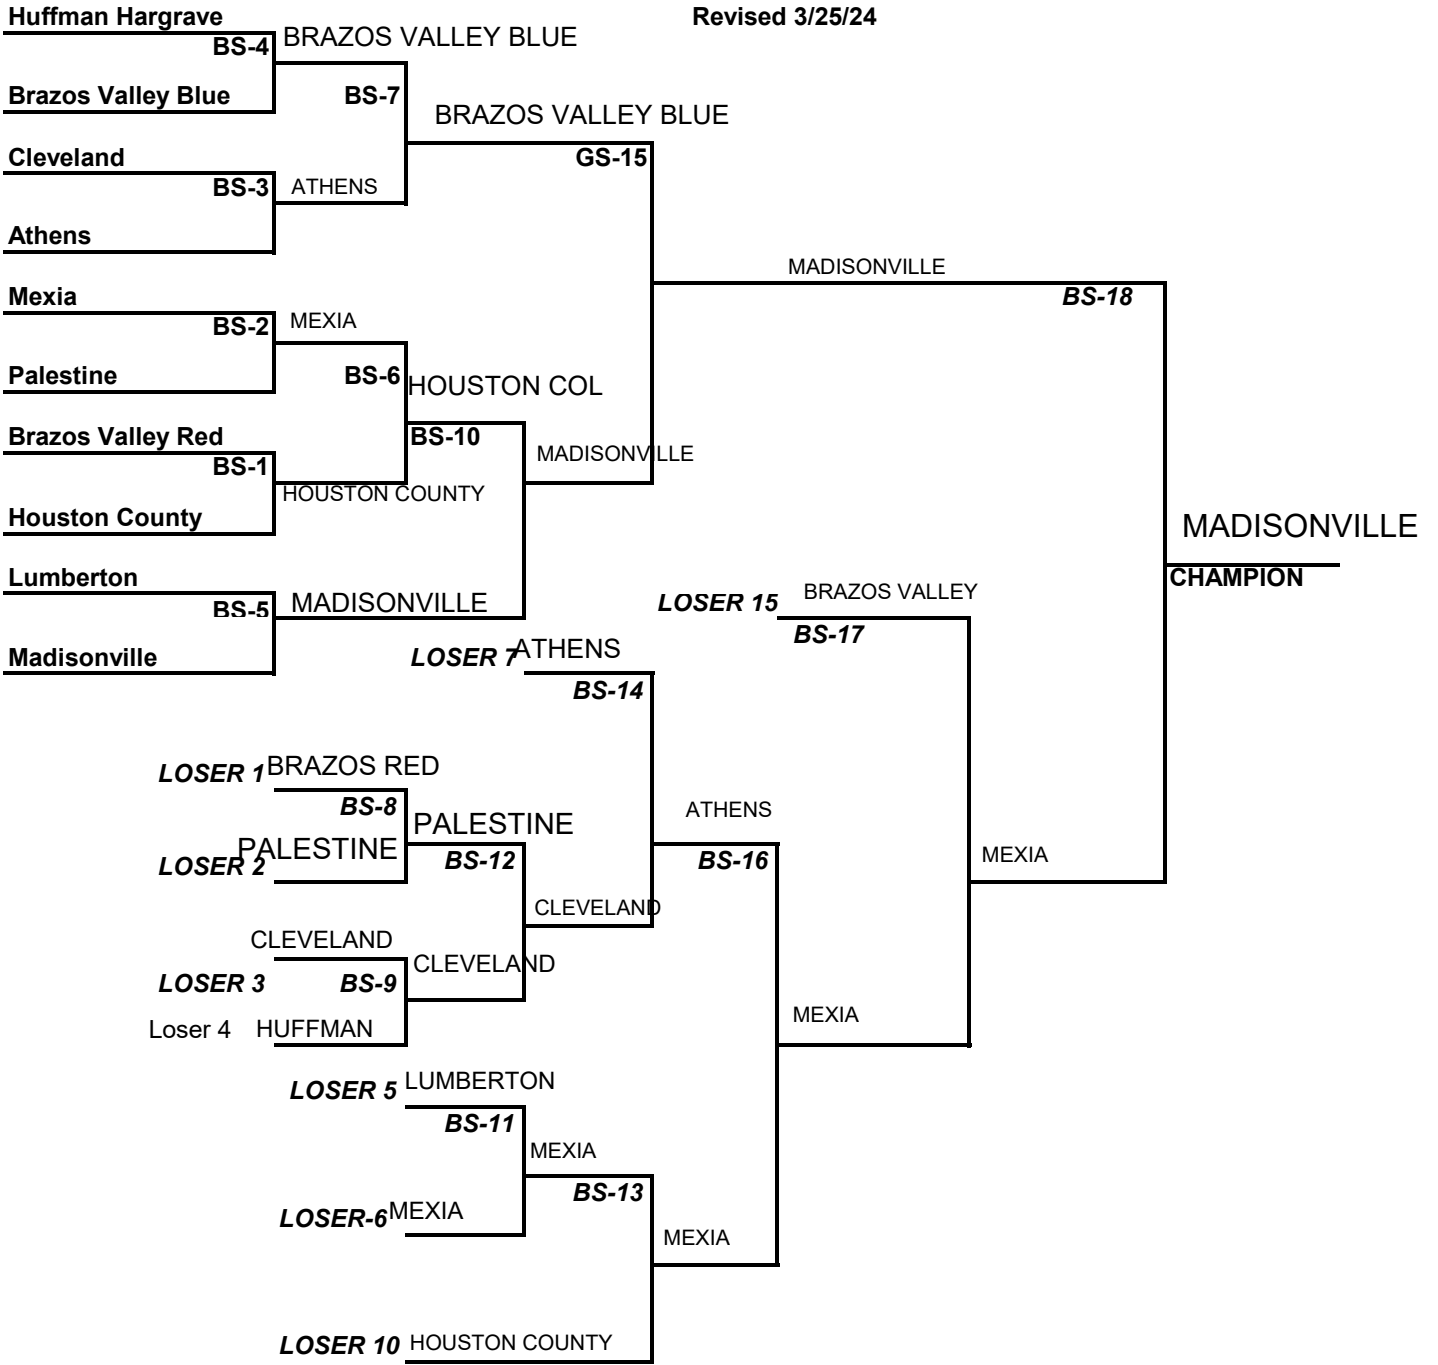 Huffman Hargrave
Revised 3/25/24
BS-4
BRAZOS VALLEY BLUE
Brazos Valley Blue
BS-7
BRAZOS VALLEY BLUE
Cleveland
GS-15
BS-3
ATHENS
Athens
MADISONVILLE
Mexia
BS-18
BS-2
MEXIA
Palestine
BS-6
HOUSTON COL
Brazos Valley Red
BS-10
MADISONVILLE
BS-1
HOUSTON COUNTY
Houston County
MADISONVILLE
Lumberton
CHAMPION
BS-5
MADISONVILLE
LOSER 15
BRAZOS VALLEY
BS-17
Madisonville
LOSER 7
ATHENS
BS-14
LOSER 1
BRAZOS RED
BS-8
PALESTINE
ATHENS
LOSER 2
PALESTINE
BS-12
BS-16
MEXIA
CLEVELAND
CLEVELAND
CLEVELAND
LOSER 3
BS-9
Loser 4
HUFFMAN
MEXIA
LOSER 5
LUMBERTON
BS-11
MEXIA
BS-13
LOSER-6
MEXIA
MEXIA
LOSER 10
HOUSTON COUNTY